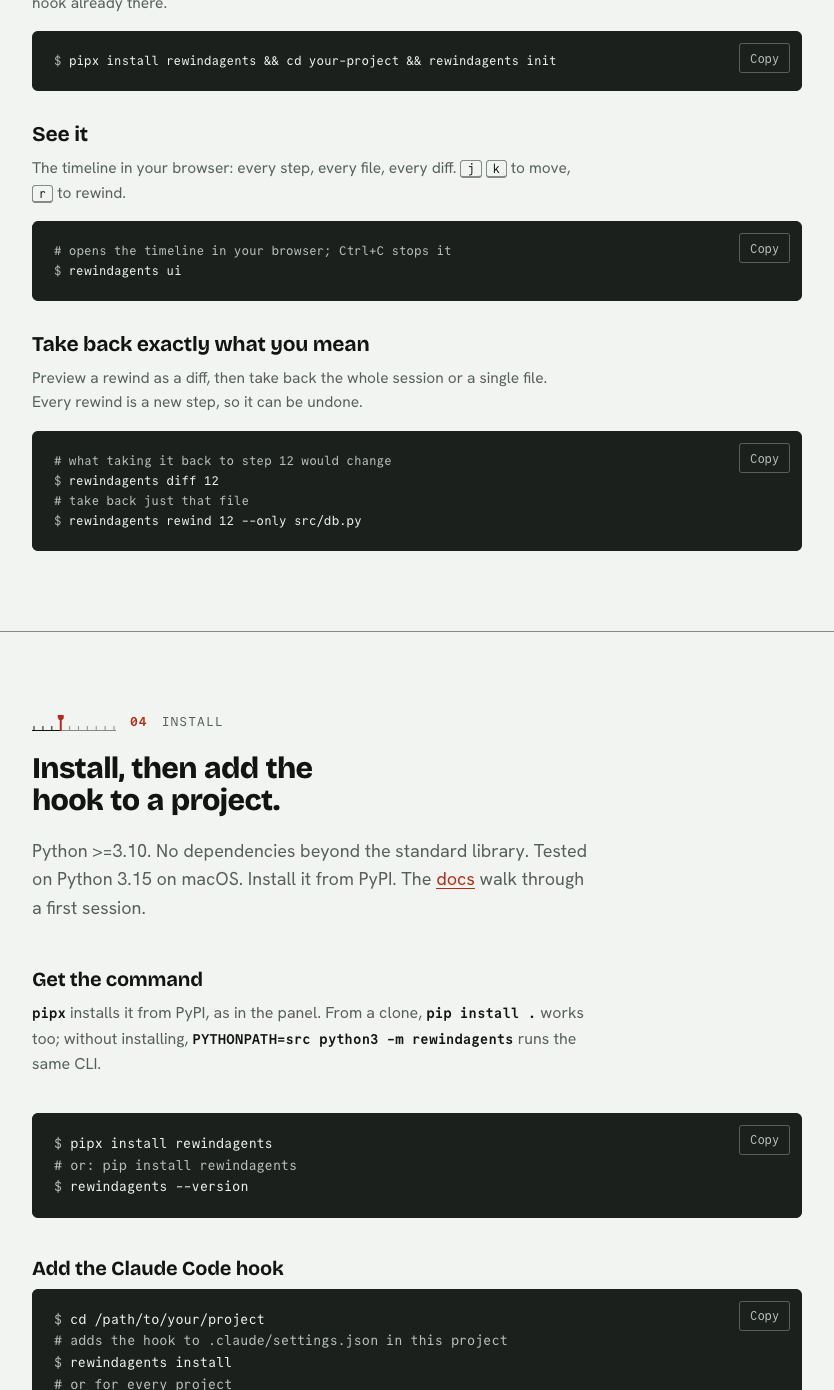 hook already there.
$ pipx install rewindagents && cd your-project && rewindagents init
Copy
See it
The timeline in your browser: every step, every file, every diff. j k to move,
r to rewind.
# opens the timeline in your browser; Ctrl+C stops it
Copy
$ rewindagents ui
Take back exactly what you mean
Preview a rewind as a diff, then take back the whole session or a single file.
Every rewind is a new step, so it can be undone.
# what taking it back to step 12 would change
Copy
$ rewindagents diff 12
# take back just that file
$ rewindagents rewind 12 --only src/db.py
04 INSTALL
Install, then add the
hook to a project.
Python >=3.10. No dependencies beyond the standard library. Tested
on Python 3.15 on macOS. Install it from PyPI. The docs walk through
a first session.
Get the command
pipx installs it from PyPI, as in the panel. From a clone, pip install . works
too; without installing, PYTHONPATH=src python3 -m rewindagents runs the
same CLI.
$ pipx install rewindagents
Copy
# or: pip install rewindagents
$ rewindagents --version
Add the Claude Code hook
$ cd /path/to/your/project
Copy
# adds the hook to .claude/settings.json in this project
$ rewindagents install
# or for every project